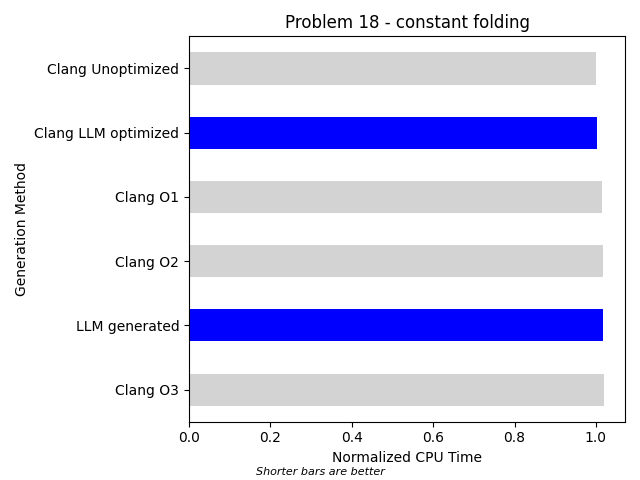 Problem 18 - constant folding
Generation Method
Clang Unoptimized
Clang LLM optimized
Clang O1
Clang O2
LLM generated
Clang O3
0.0 0.2 0.4 0.6 0.8 1.0
Normalized CPU Time
Shorter bars are better